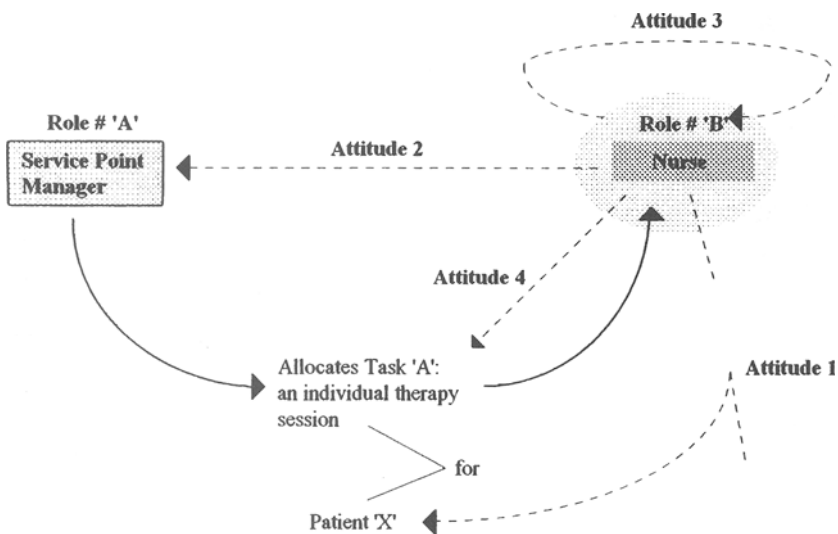 Attitude 3
Role # 'A'
Role # 'B'
Service Point
Manager
Attitude 2
Nurse
Attitude 4
Allocates Task 'A':
an individual therapy
session
Attitude 1
for
Patient 'X'